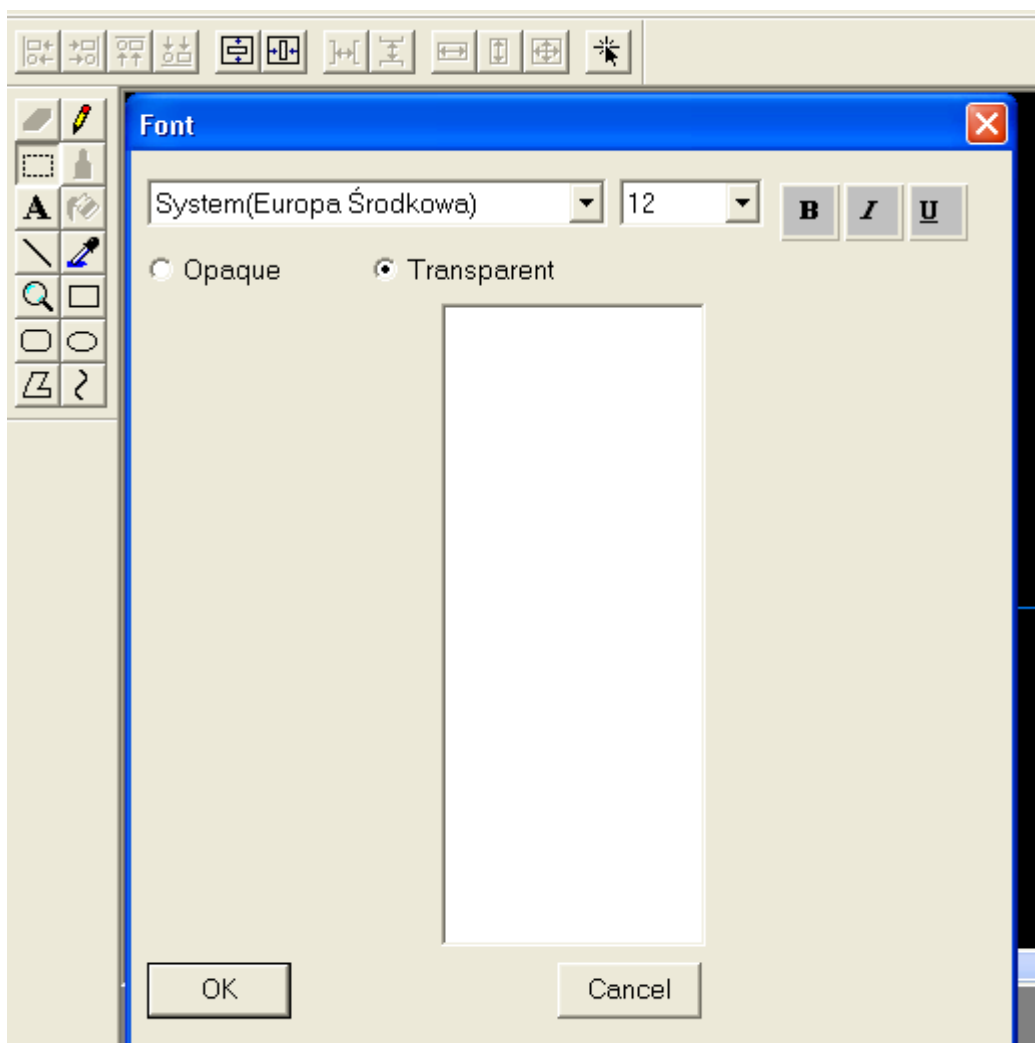 Font
System(Europa Środkowa) 12 B I U
Opaque Transparent
A
OK Cancel